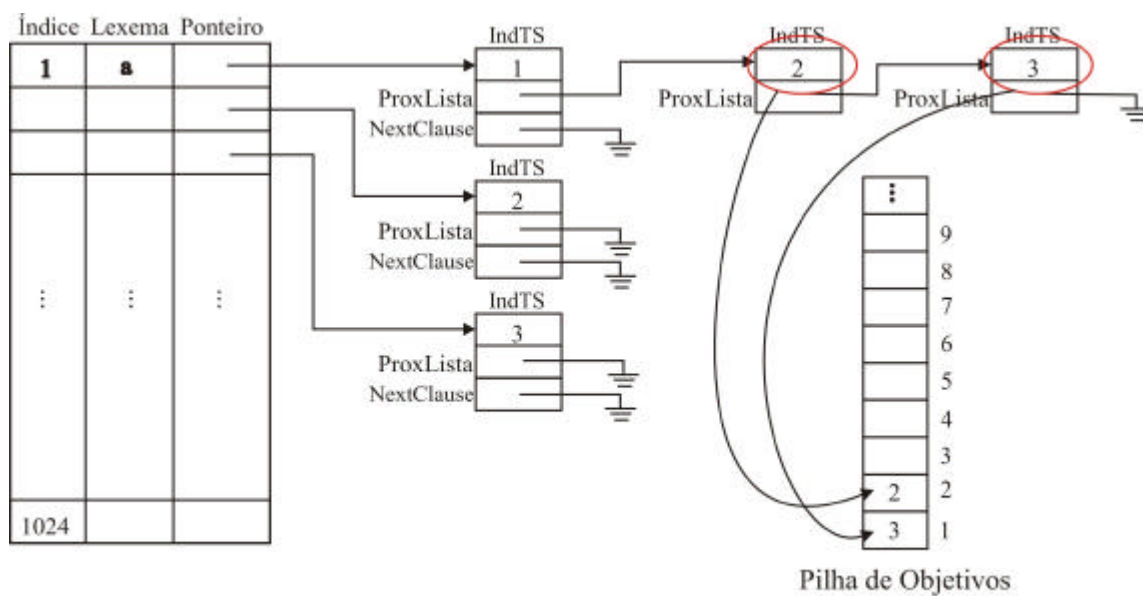 Índice Lexema Ponteiro
1 a
⋮ ⋮ ⋮
1024
IndTS
1
ProxLista
NextClause
IndTS
2
ProxLista
NextClause
IndTS
3
ProxLista
NextClause
IndTS
2
ProxLista
IndTS
3
ProxLista
⋮
9
8
7
6
5
4
3
2 2
3 1
Pilha de Objetivos